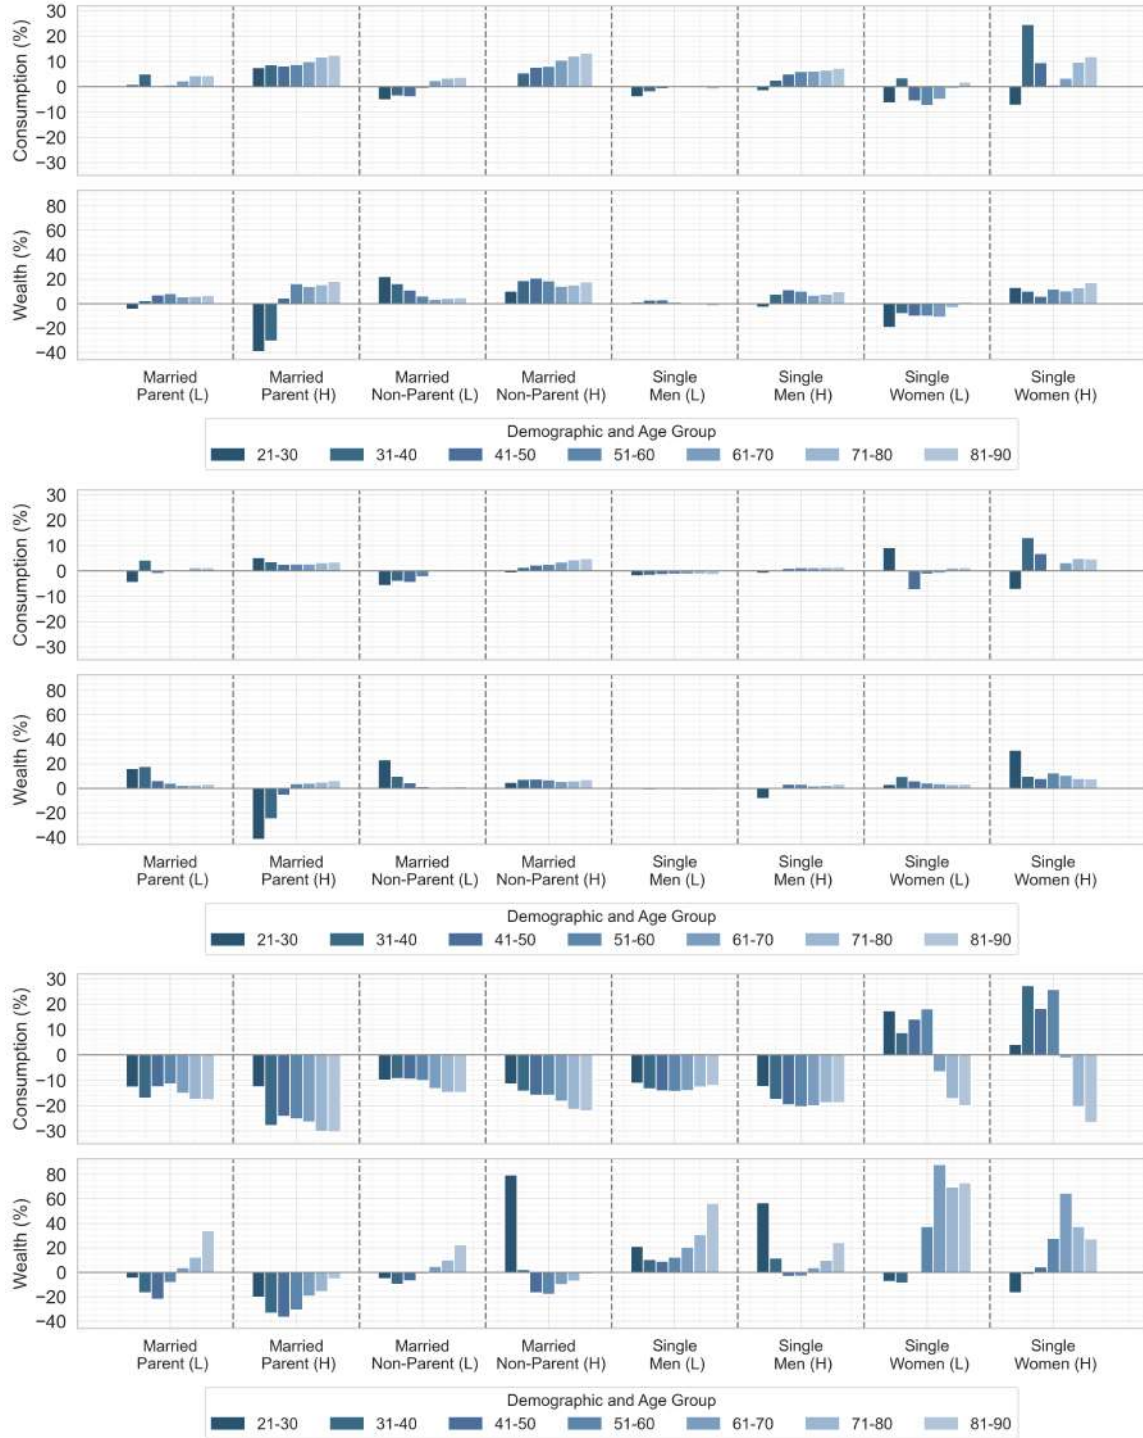 Consumption (%)
30
20
10
0
−10
−20
−30
Wealth (%)
80
60
40
20
0
−20
−40
Married Parent (L)
Married Parent (H)
Married Non-Parent (L)
Married Non-Parent (H)
Single Men (L)
Single Men (H)
Single Women (L)
Single Women (H)
Demographic and Age Group
21-30 31-40 41-50 51-60 61-70 71-80 81-90
Consumption (%)
30
20
10
0
−10
−20
−30
Wealth (%)
80
60
40
20
0
−20
−40
Married Parent (L)
Married Parent (H)
Married Non-Parent (L)
Married Non-Parent (H)
Single Men (L)
Single Men (H)
Single Women (L)
Single Women (H)
Demographic and Age Group
21-30 31-40 41-50 51-60 61-70 71-80 81-90
Consumption (%)
30
20
10
0
−10
−20
−30
Wealth (%)
80
60
40
20
0
−20
−40
Married Parent (L)
Married Parent (H)
Married Non-Parent (L)
Married Non-Parent (H)
Single Men (L)
Single Men (H)
Single Women (L)
Single Women (H)
Demographic and Age Group
21-30 31-40 41-50 51-60 61-70 71-80 81-90